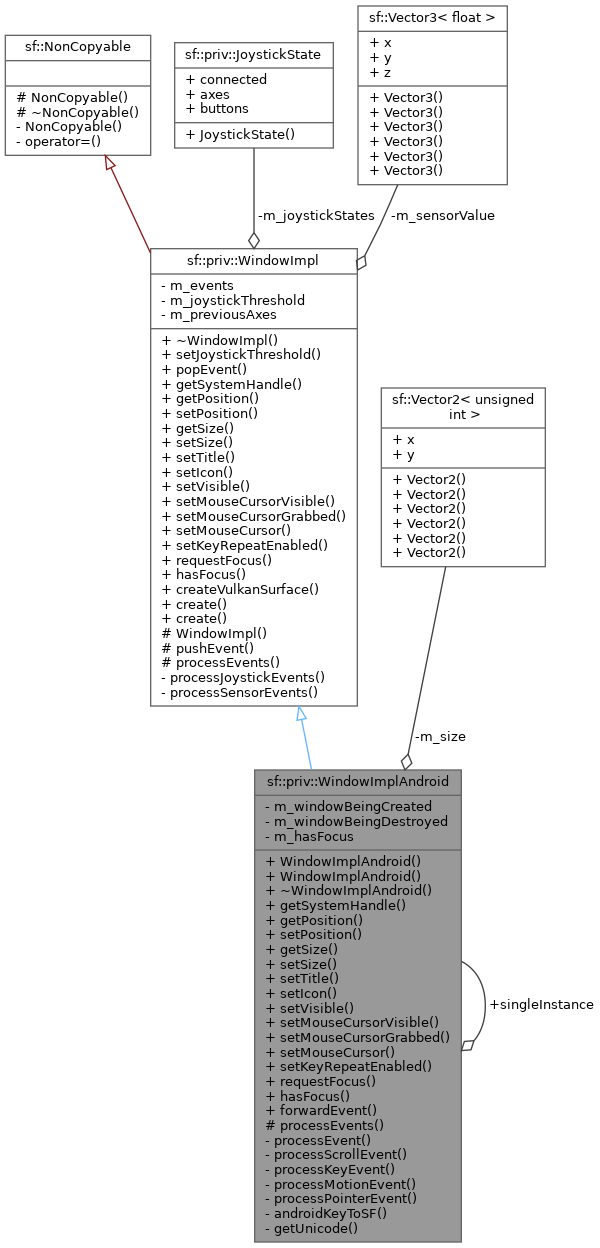 sf::NonCopyable
# NonCopyable()
# ~NonCopyable()
- NonCopyable()
- operator=()
sf::priv::JoystickState
+ connected
+ axes
+ buttons
+ JoystickState()
sf::Vector3< float >
+ x
+ y
+ z
+ Vector3()
+ Vector3()
+ Vector3()
+ Vector3()
+ Vector3()
+ Vector3()
-m_joystickStates
-m_sensorValue
sf::priv::WindowImpl
- m_events
- m_joystickThreshold
- m_previousAxes
+ ~WindowImpl()
+ setJoystickThreshold()
+ popEvent()
+ getSystemHandle()
+ getPosition()
+ setPosition()
+ getSize()
+ setSize()
+ setTitle()
+ setIcon()
+ setVisible()
+ setMouseCursorVisible()
+ setMouseCursorGrabbed()
+ setMouseCursor()
+ setKeyRepeatEnabled()
+ requestFocus()
+ hasFocus()
+ createVulkanSurface()
+ create()
+ create()
# WindowImpl()
# pushEvent()
# processEvents()
- processJoystickEvents()
- processSensorEvents()
sf::Vector2< unsigned
int >
+ x
+ y
+ Vector2()
+ Vector2()
+ Vector2()
+ Vector2()
+ Vector2()
+ Vector2()
-m_size
sf::priv::WindowImplAndroid
- m_windowBeingCreated
- m_windowBeingDestroyed
- m_hasFocus
+ WindowImplAndroid()
+ WindowImplAndroid()
+ ~WindowImplAndroid()
+ getSystemHandle()
+ getPosition()
+ setPosition()
+ getSize()
+ setSize()
+ setTitle()
+ setIcon()
+ setVisible()
+ setMouseCursorVisible()
+ setMouseCursorGrabbed()
+ setMouseCursor()
+ setKeyRepeatEnabled()
+ requestFocus()
+ hasFocus()
+ forwardEvent()
# processEvents()
- processEvent()
- processScrollEvent()
- processKeyEvent()
- processMotionEvent()
- processPointerEvent()
- androidKeyToSF()
- getUnicode()
+singleInstance